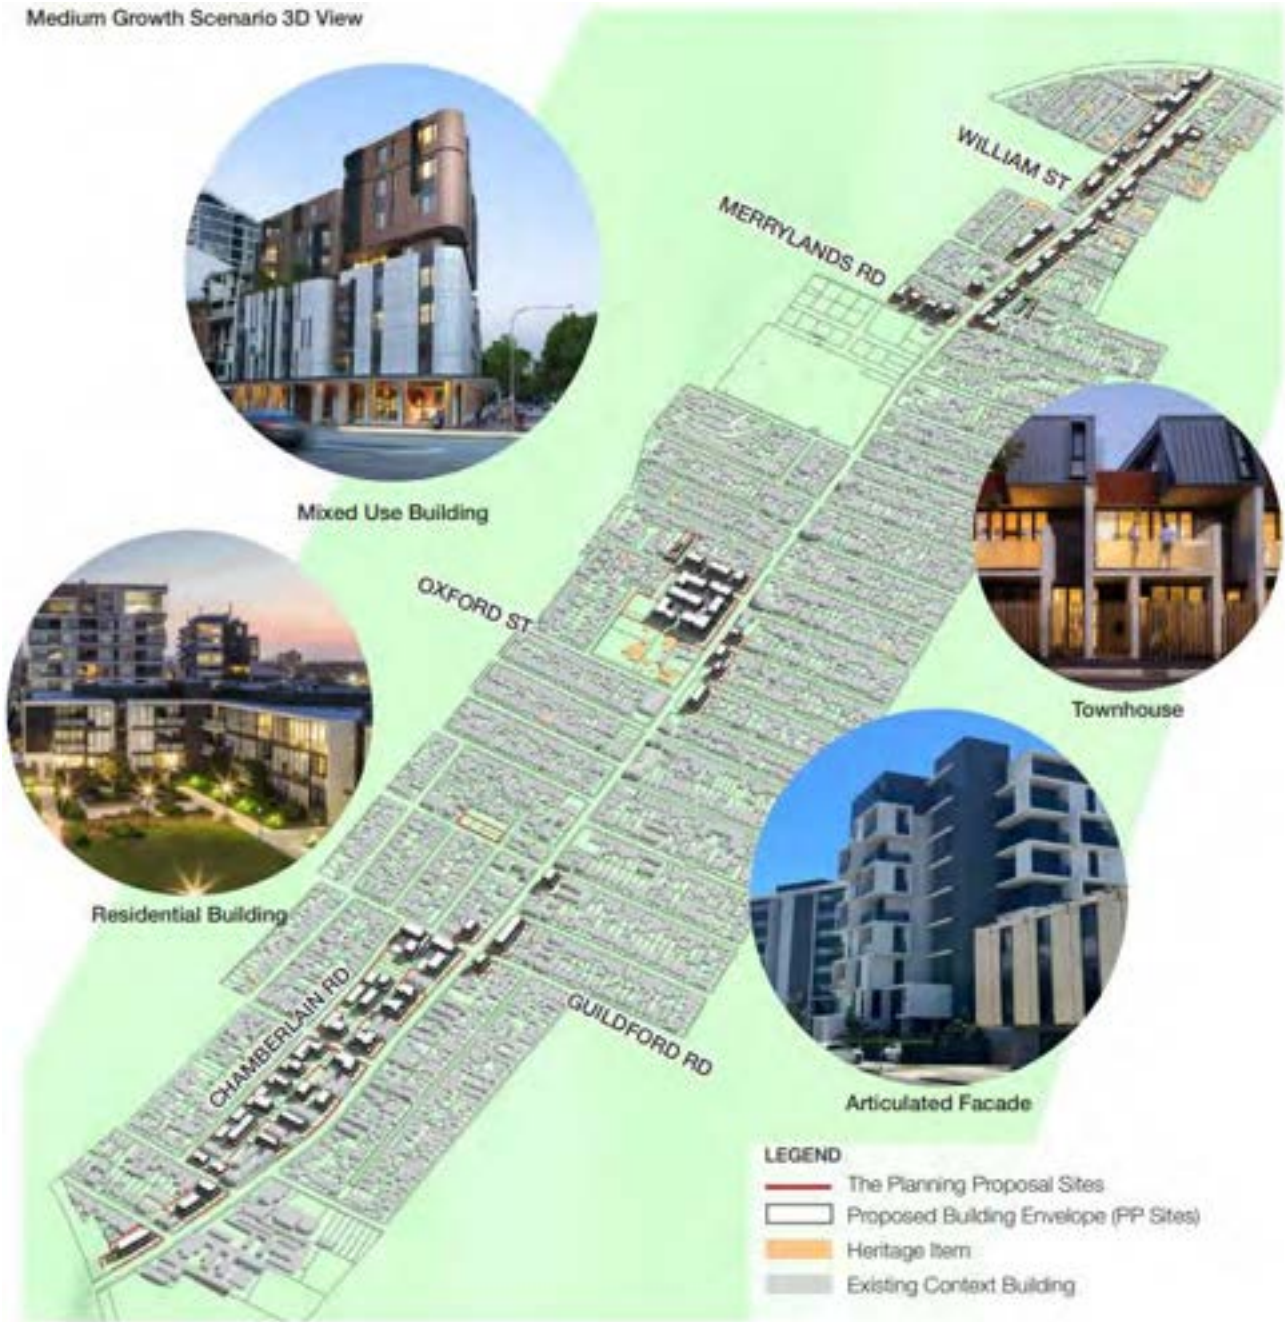 Medium Growth Scenario 3D View
WILLIAM ST
MERRYLANDS RD
Mixed Use Building
OXFORD ST
Townhouse
Residential Building
CHAMBERLAIN RD
GUILDFORD RD
Articulated Facade
LEGEND
The Planning Proposal Sites
Proposed Building Envelope (PP Sites)
Heritage Item
Existing Context Building